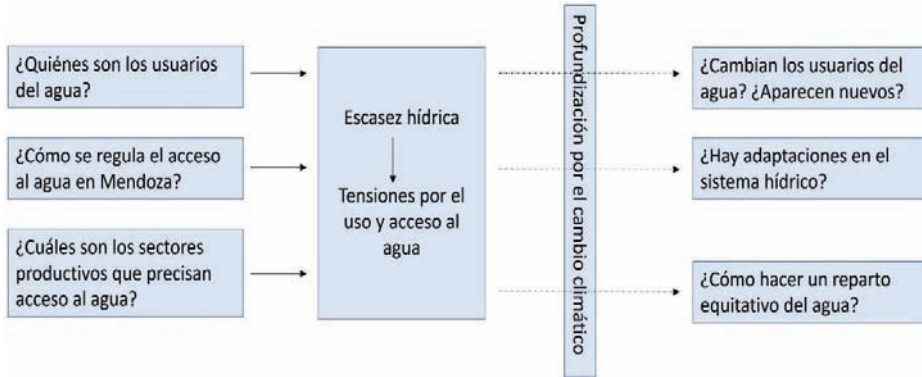 ¿Quiénes son los usuarios
del agua?
¿Cómo se regula el acceso
al agua en Mendoza?
¿Cuáles son los sectores
productivos que precisan
acceso al agua?
Escasez hídrica
Tensiones por el
uso y acceso al
agua
Profundización por el cambio climático
¿Cambian los usuarios del
agua? ¿Aparecen nuevos?
¿Hay adaptaciones en el
sistema hídrico?
¿Cómo hacer un reparto
equitativo del agua?